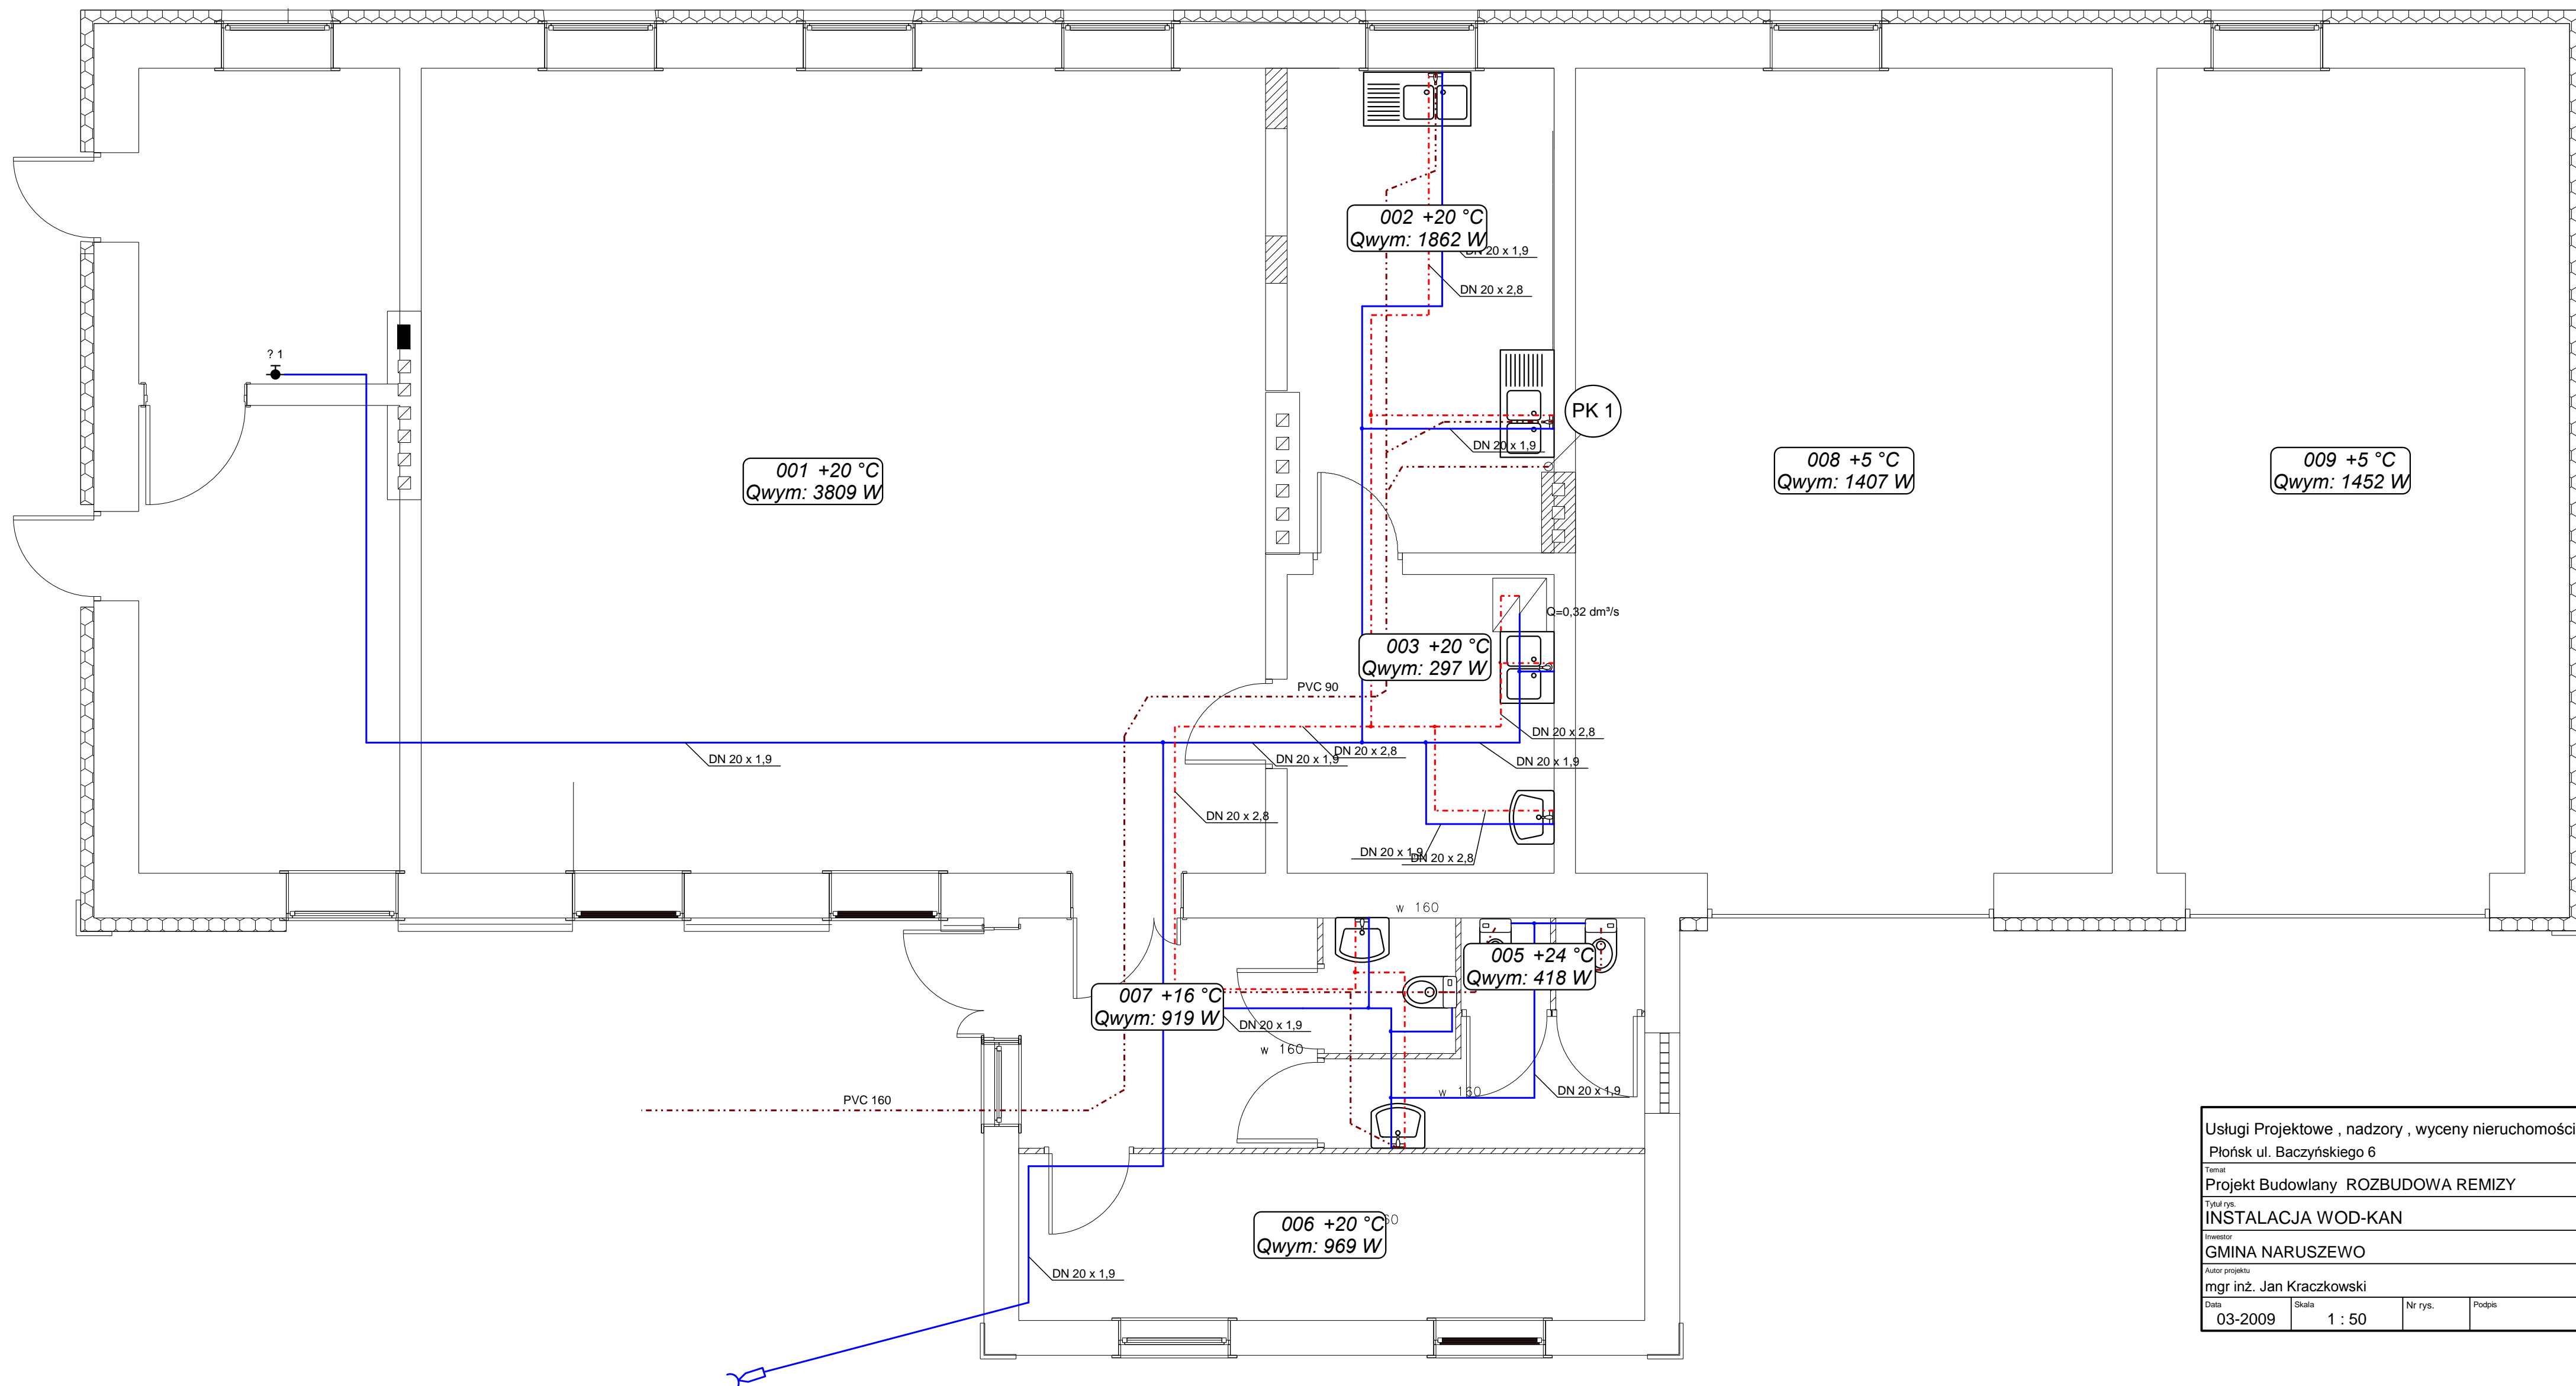 002 +20 °C
Qwym: 1862 W
DN 20 x 1,9
DN 20 x 2,8
? 1
PK 1
DN 20 x 1,9
001 +20 °C
Qwym: 3809 W
008 +5 °C
Qwym: 1407 W
009 +5 °C
Qwym: 1452 W
Q=0,32 dm³/s
003 +20 °C
Qwym: 297 W
PVC 90
DN 20 x 2,8
DN 20 x 1,9
DN 20 x 1,9
DN 20 x 2,8
DN 20 x 1,9
DN 20 x 2,8
DN 20 x 1,9
DN 20 x 2,8
w 160
005 +24 °C
Qwym: 418 W
007 +16 °C
Qwym: 919 W
DN 20 x 1,9
w 160
w 160
DN 20 x 1,9
PVC 160
006 +20 °C
Qwym: 969 W
DN 20 x 1,9
Usługi Projektowe , nadzory , wyceny nieruchomości
Płońsk ul. Baczyńskiego 6
Temat
Projekt Budowlany ROZBUDOWA REMIZY
Tytuł rys.
INSTALACJA WOD-KAN
Inwestor
GMINA NARUSZEWO
Autor projektu
mgr inż. Jan Kraczkowski
Data
03-2009
Skala
1 : 50
Nr rys.
Podpis